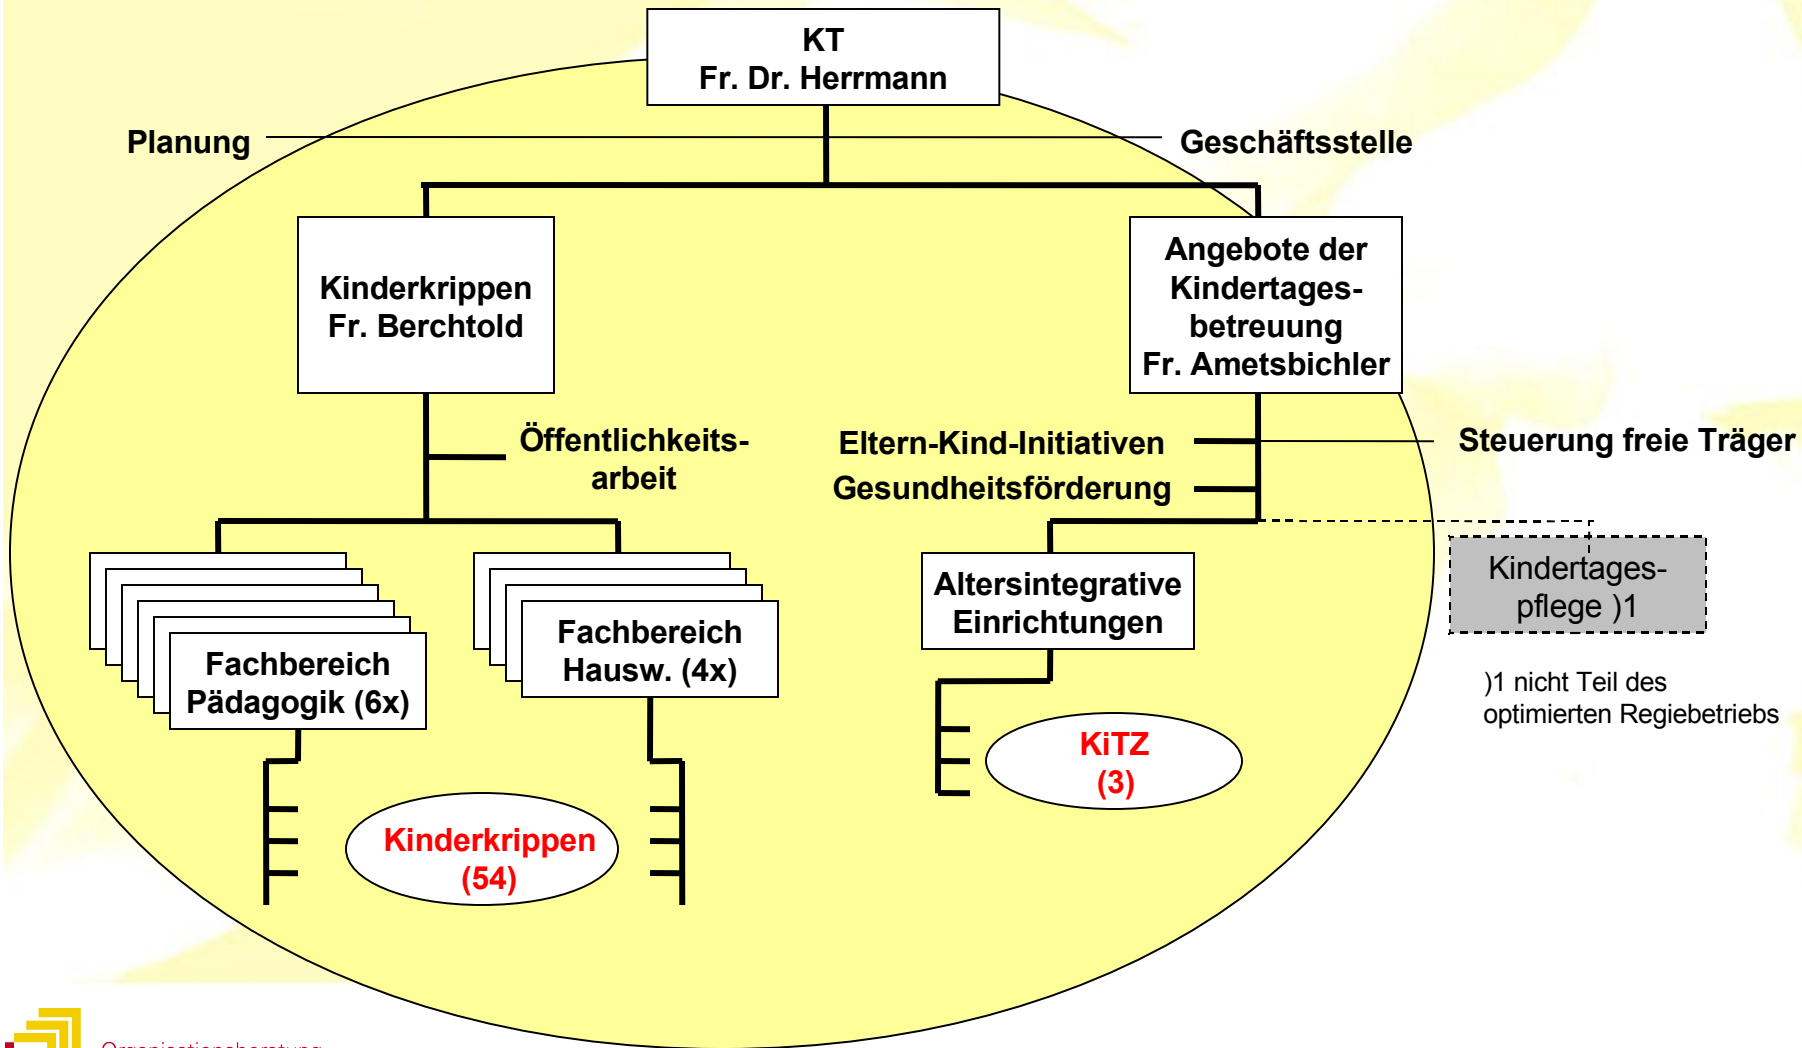 KT
Fr. Dr. Herrmann
Planung
Geschäftsstelle
Kinderkrippen
Fr. Berchtold
Angebote der
Kindertages-
betreuung
Fr. Ametsbichler
Öffentlichkeits-
arbeit
Eltern-Kind-Initiativen
Steuerung freie Träger
Gesundheitsförderung
Fachbereich
Pädagogik (6x)
Fachbereich
Hausw. (4x)
Altersintegrative
Einrichtungen
Kindertages-
pflege )1
)1 nicht Teil des
optimierten Regiebetriebs
KiTZ
(3)
Kinderkrippen
(54)
Organisationsberatung